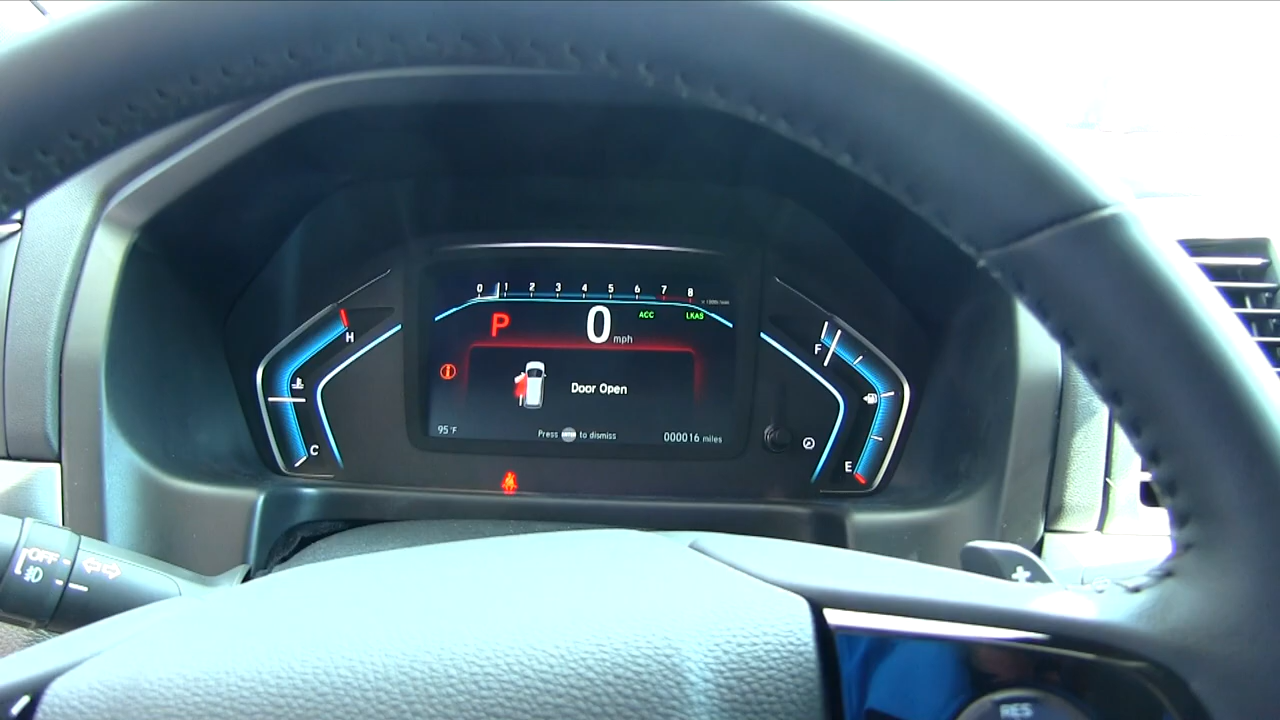 0 1 2 3 4 5 6 7 8
P 0 mph
ACC LKAS
H
F
Door Open
C
E
95°F
Press ENTER to dismiss
000016 miles
OFF
+
RES